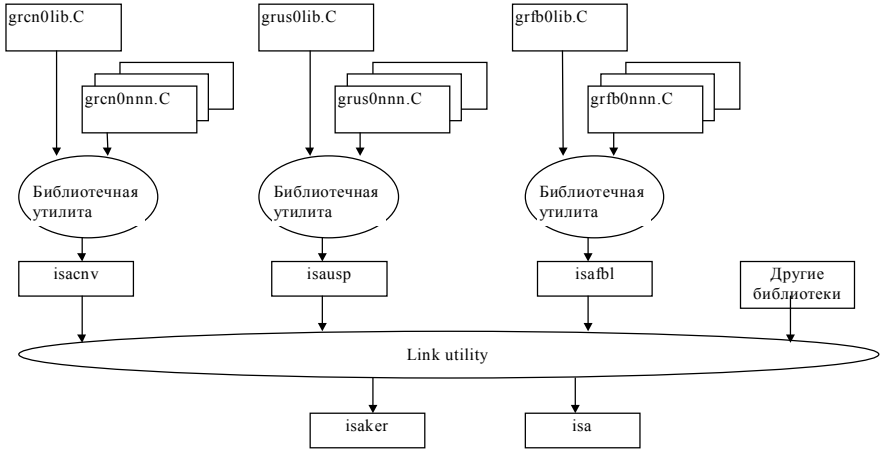 grcn0lib.C
grus0lib.C
grfb0lib.C
grcn0nnn.C
grus0nnn.C
grfb0nnn.C
Библиотечная
утилита
Библиотечная
утилита
Библиотечная
утилита
isacnv
isausp
isafbl
Другие
библиотеки
Link utility
isaker
isa